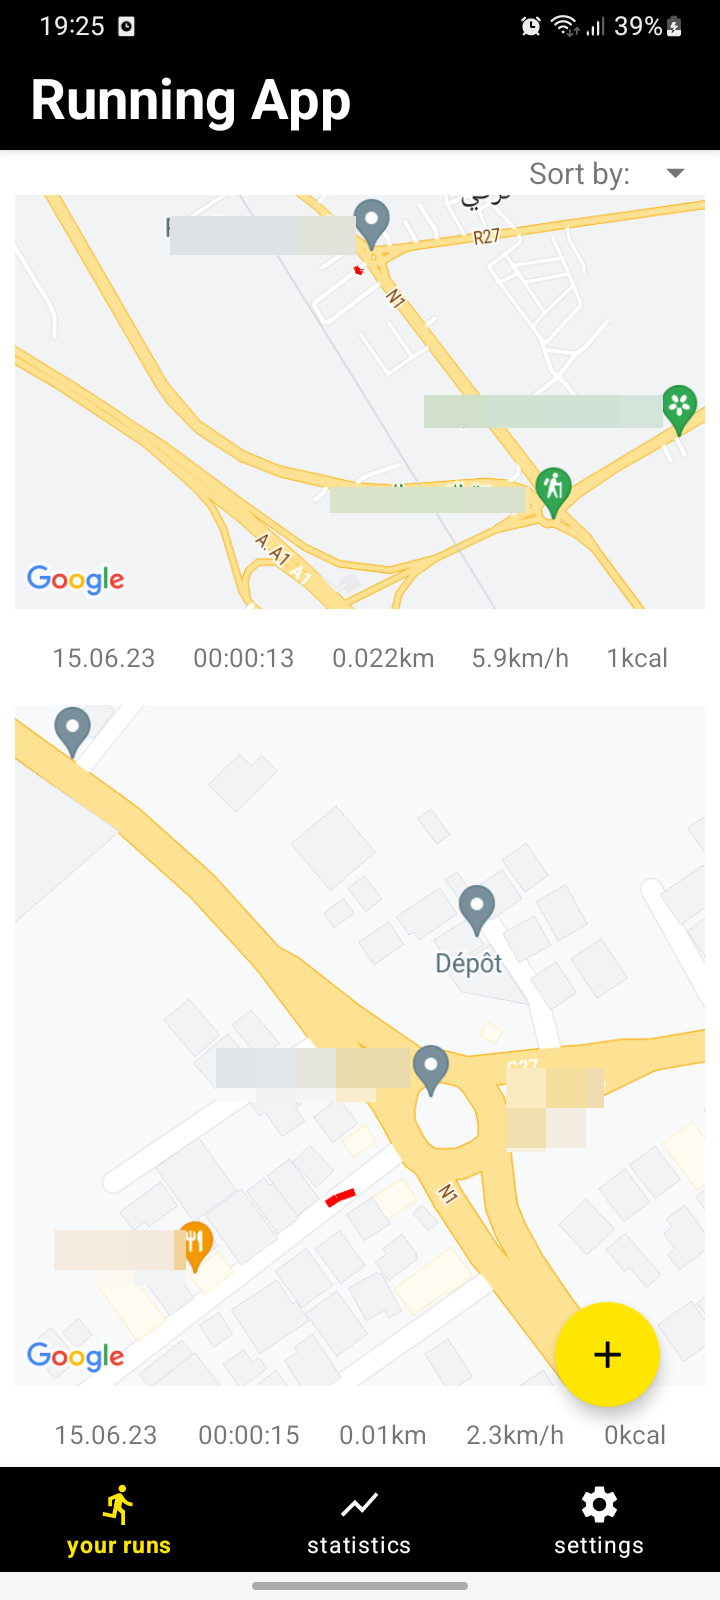 19:25
39%
Running App
Sort by:
R27
N1
A. A1
A1
Google
15.06.23 00:00:13 0.022km 5.9km/h 1kcal
Dépôt
N1
Google
+
15.06.23 00:00:15 0.01km 2.3km/h 0kcal
your runs statistics settings